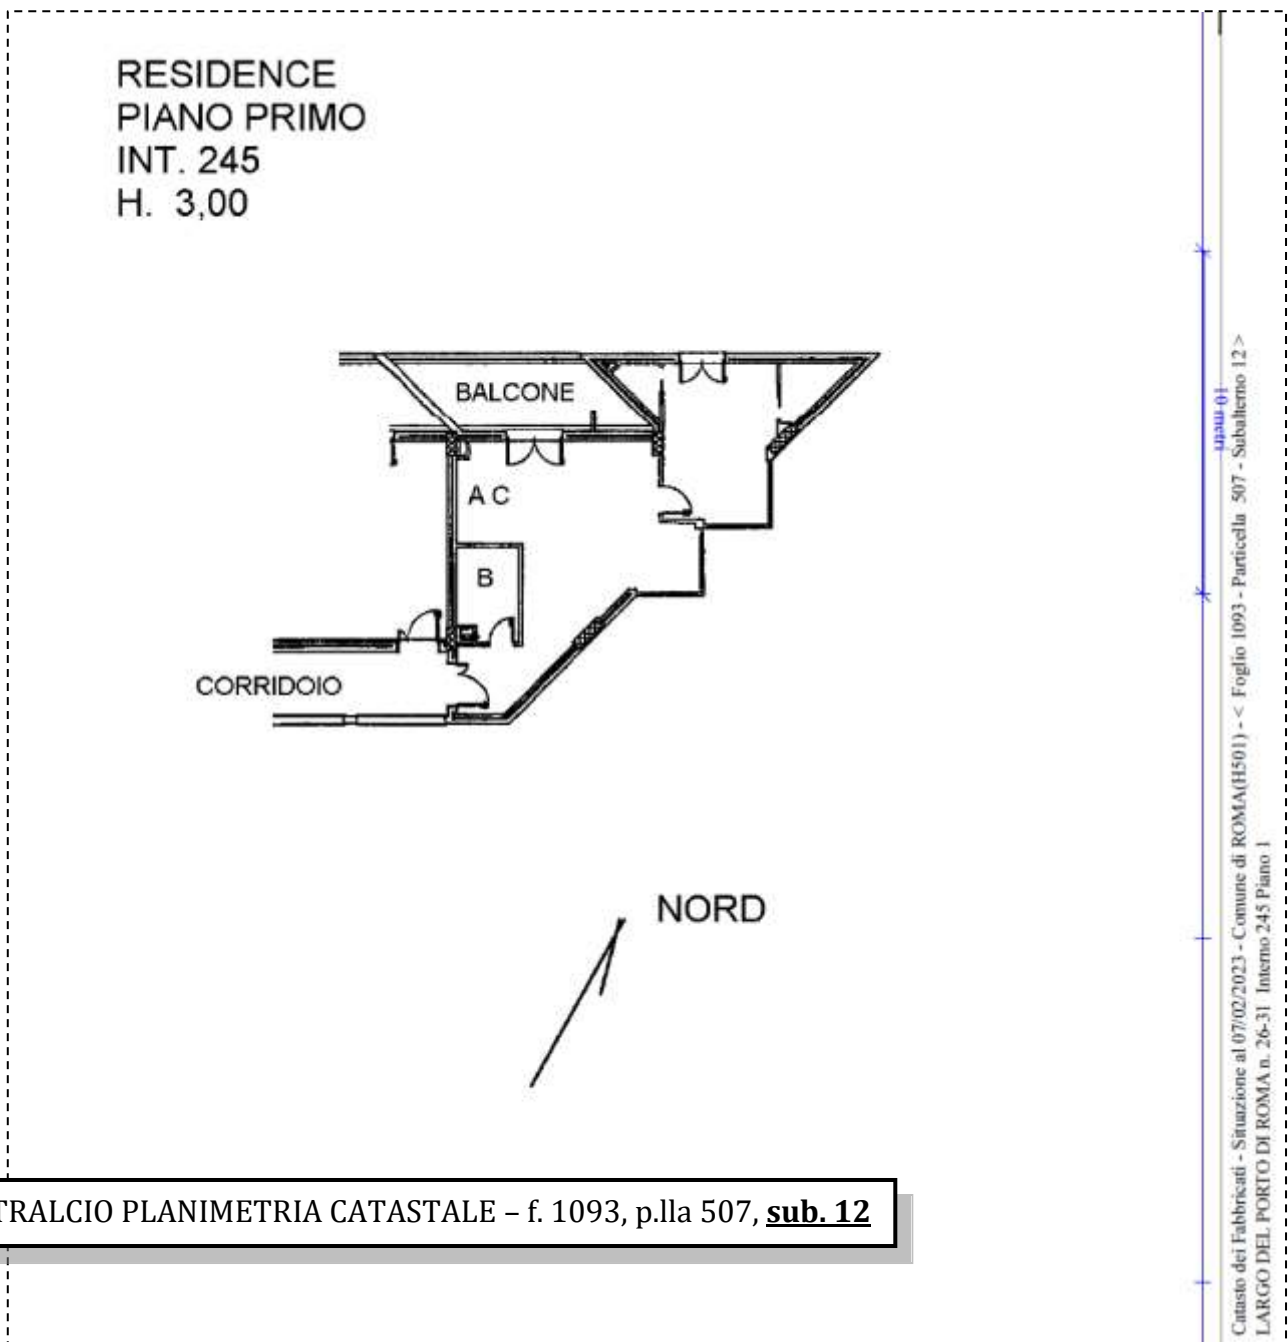 RESIDENCE
PIANO PRIMO
INT. 245
H. 3,00
BALCONE
A C
B
CORRIDOIO
NORD
TRALCIO PLANIMETRIA CATASTALE – f. 1093, p.lla 507, sub. 12
10 metri
Catasto dei Fabbricati - Situazione al 07/02/2023 - Comune di ROMA(H501) - < Foglio 1093 - Particella 507 - Subalterno 12 >
LARGO DEL PORTO DI ROMA n. 26-31 Interno 245 Piano 1